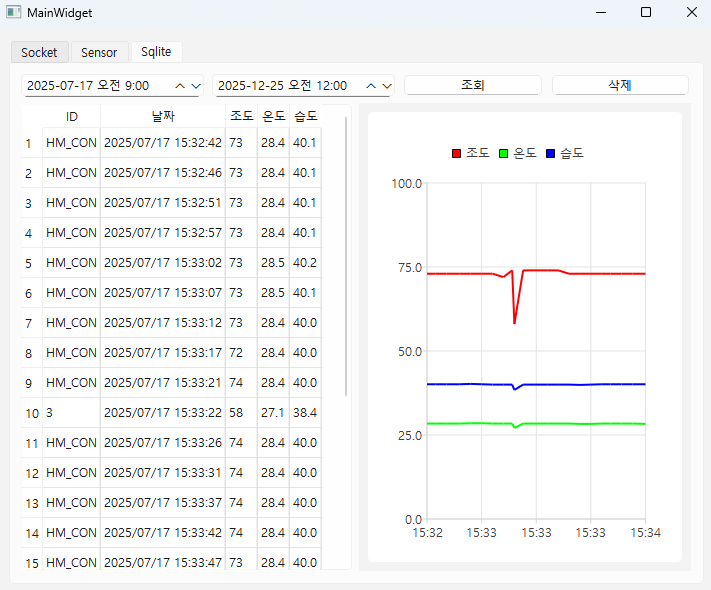 MainWidget
Socket Sensor Sqlite
2025-07-17 오전 9:00 2025-12-25 오전 12:00 조회 삭제
ID 날짜 조도 온도 습도
1 HM_CON 2025/07/17 15:32:42 73 28.4 40.1
2 HM_CON 2025/07/17 15:32:46 73 28.4 40.1
3 HM_CON 2025/07/17 15:32:51 73 28.4 40.1
4 HM_CON 2025/07/17 15:32:57 73 28.4 40.1
5 HM_CON 2025/07/17 15:33:02 73 28.5 40.2
6 HM_CON 2025/07/17 15:33:07 73 28.5 40.1
7 HM_CON 2025/07/17 15:33:12 73 28.4 40.0
8 HM_CON 2025/07/17 15:33:17 72 28.4 40.0
9 HM_CON 2025/07/17 15:33:21 74 28.4 40.0
10 3 2025/07/17 15:33:22 58 27.1 38.4
11 HM_CON 2025/07/17 15:33:26 74 28.4 40.0
12 HM_CON 2025/07/17 15:33:31 74 28.4 40.0
13 HM_CON 2025/07/17 15:33:37 74 28.4 40.0
14 HM_CON 2025/07/17 15:33:42 74 28.4 40.0
15 HM_CON 2025/07/17 15:33:47 73 28.4 40.0
조도 온도 습도
100.0
75.0
50.0
25.0
0.0
15:32 15:33 15:33 15:33 15:34